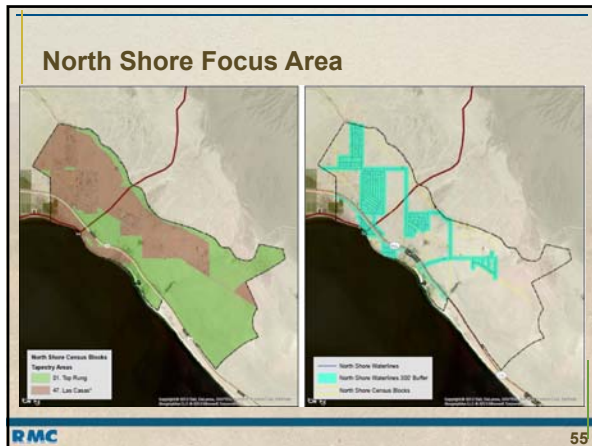 North Shore Focus Area
North Shore Census Blocks
Tapestry Areas
01. Top Rung
47. Las Casas*
North Shore Waterlines
North Shore Waterlines 300' Buffer
North Shore Census Blocks
RMC
55